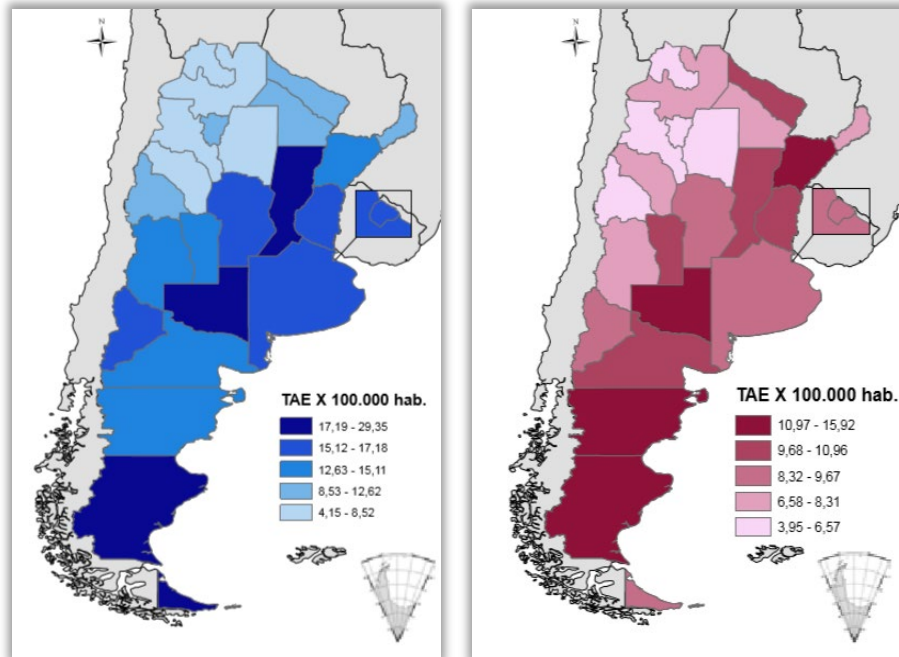 N
TAE X 100.000 hab.
17,19 - 29,35
15,12 - 17,18
12,63 - 15,11
8,53 - 12,62
4,15 - 8,52
N
TAE X 100.000 hab.
10,97 - 15,92
9,68 - 10,96
8,32 - 9,67
6,58 - 8,31
3,95 - 6,57